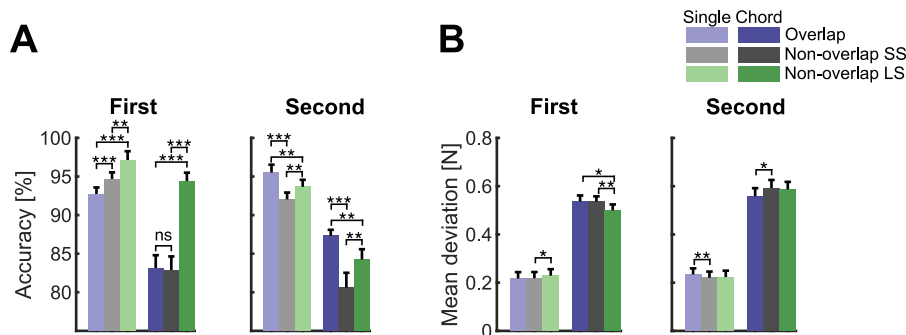 Single Chord
A
B
Overlap
Non-overlap SS
Non-overlap LS
First
Second
First
Second
Accuracy [%]
100
95
90
85
80
**
***
***
***
***
ns
***
**
**
***
**
**
Mean deviation [N]
0.8
0.6
0.4
0.2
0
*
*
**
**
*